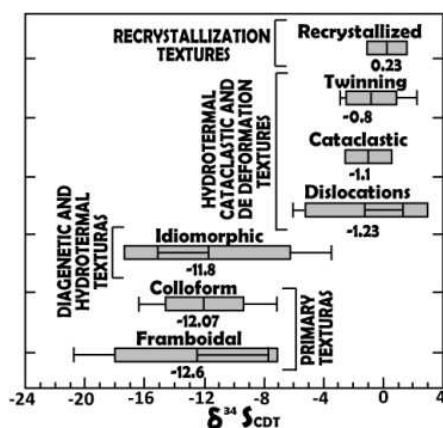 RECRYSTALLIZATION
TEXTURES
Recrystallized
0.23
HYDROTERMAL
CATACLASTIC AND
DE DEFORMATION
TEXTURES
Twinning
-0.8
Cataclastic
-1.1
Dislocations
-1.23
DIAGENETIC AND
HYDROTERMAL
TEXTURAS
Idiomorphic
-11.8
Colloform
-12.07
Framboidal
-12.6
PRIMARY
TEXTURAS
-24 -20 -16 -12 -8 -4 0 4
δ³⁴ SCDT